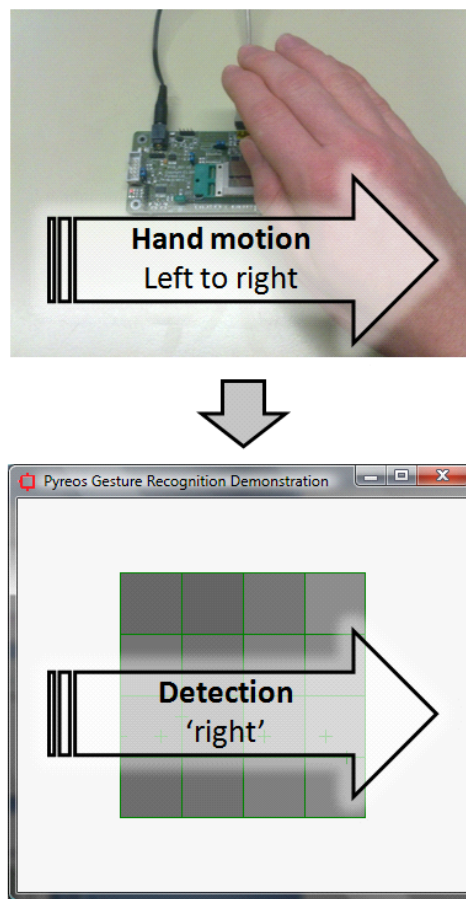 Hand motion
Left to right
Pyreos Gesture Recognition Demonstration
Detection
‘right’